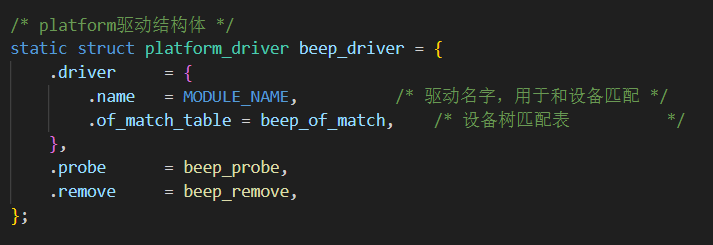 /* platform驱动结构体 */
static struct platform_driver beep_driver = {
    .driver     = {
        .name   = MODULE_NAME,          /* 驱动名字，用于和设备匹配 */
        .of_match_table = beep_of_match,    /* 设备树匹配表          */
    },
    .probe      = beep_probe,
    .remove     = beep_remove,
};